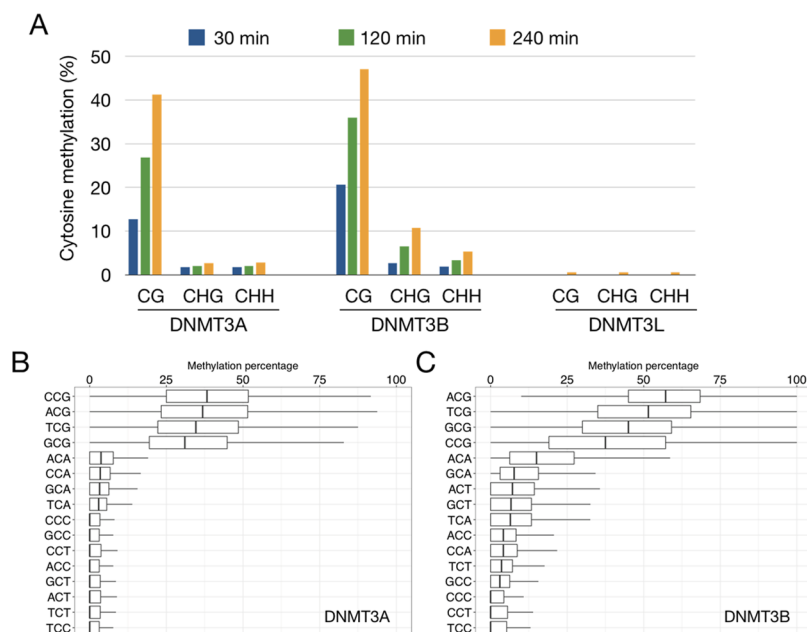 A
30 min 120 min 240 min
Cytosine methylation (%)
50
40
30
20
10
0
CG CHG CHH CG CHG CHH CG CHG CHH
DNMT3A DNMT3B DNMT3L
B
Methylation percentage
0 25 50 75 100
CCG
ACG
TCG
GCG
ACA
CCA
GCA
TCA
CCC
GCC
CCT
ACC
GCT
ACT
TCT
TCC
DNMT3A
C
Methylation percentage
0 25 50 75 100
ACG
TCG
GCG
CCG
ACA
GCA
ACT
GCT
TCA
ACC
CCA
TCT
GCC
CCC
CCT
TCC
DNMT3B